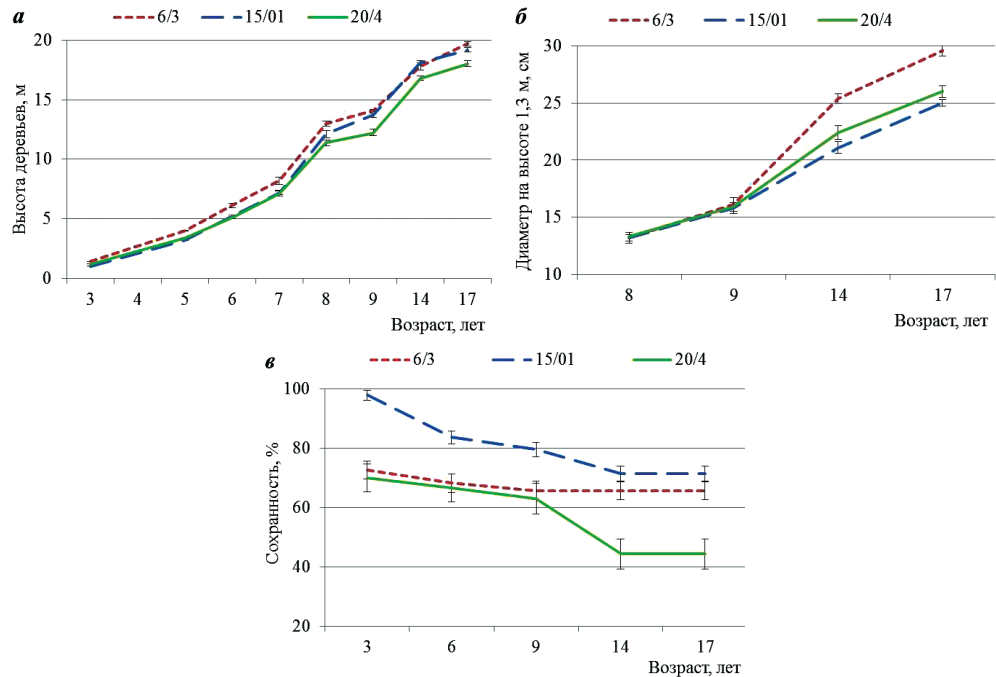 а 6/3 15/01 20/4
Высота деревьев, м
20
15
10
5
0
3 4 5 6 7 8 9 14 17
Возраст, лет
б 6/3 15/01 20/4
Диаметр на высоте 1,3 м, см
30
25
20
15
10
8 9 14 17
Возраст, лет
в 6/3 15/01 20/4
Сохранность, %
100
80
60
40
20
3 6 9 14 17
Возраст, лет